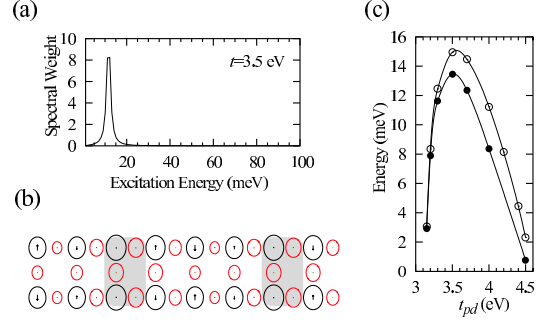 (a)
10
8
6
4
2
0
Spectral Weight
t=3.5 eV
20 40 60 80 100
Excitation Energy (meV)
(b)
(c)
16
14
12
10
8
6
4
2
0
Energy (meV)
3 3.5 4 4.5
t_pd (eV)